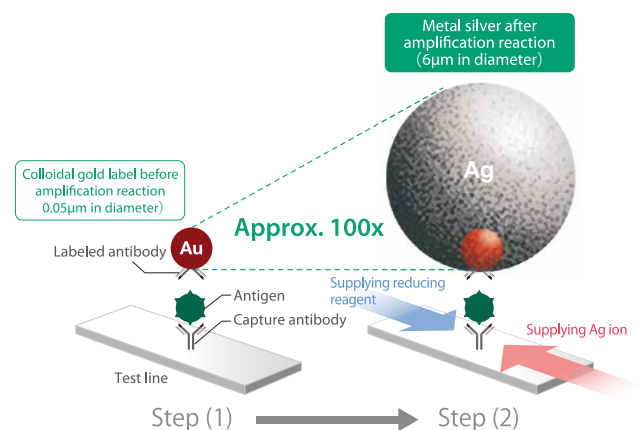 Metal silver after
amplification reaction
(6μm in diameter)
Colloidal gold label before
amplification reaction
0.05μm in diameter)
Ag
Approx. 100x
Au
Labeled antibody
Supplying reducing
reagent
Antigen
Capture antibody
Supplying Ag ion
Test line
Step (1)
Step (2)